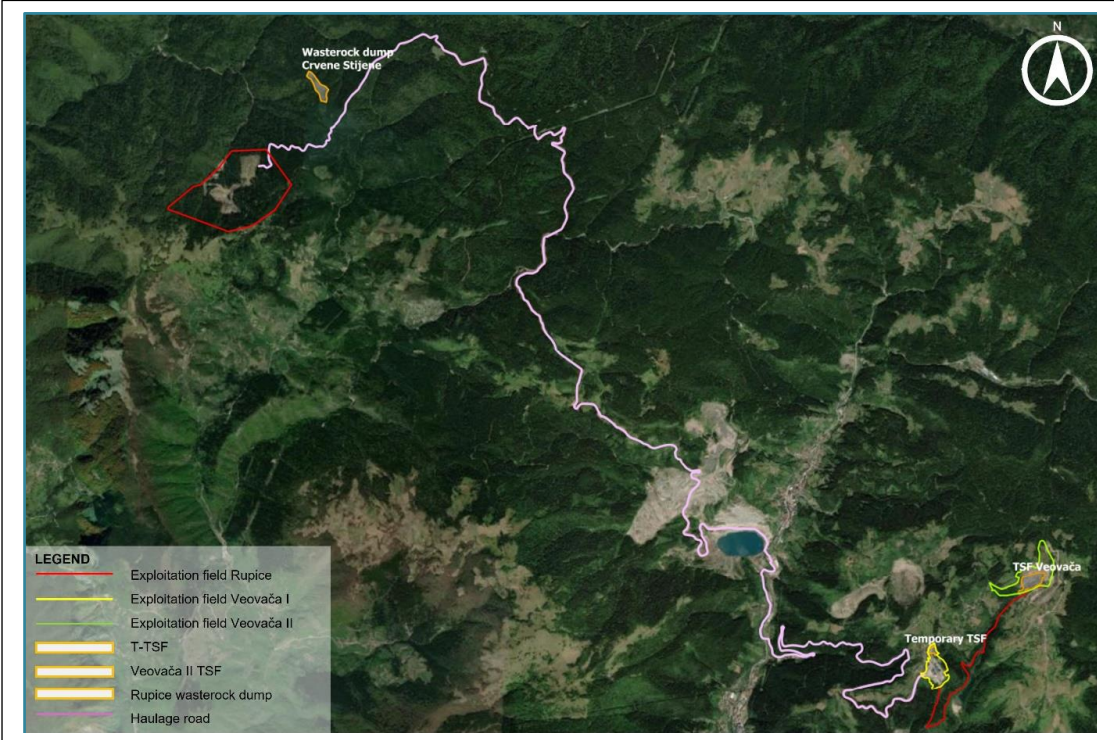 Wasterock dump
Crvene Stijene
N
TSF Veovača
Temporary TSF
LEGEND
Exploitation field Rupice
Exploitation field Veovača I
Exploitation field Veovača II
T-TSF
Veovača II TSF
Rupice wasterock dump
Haulage road